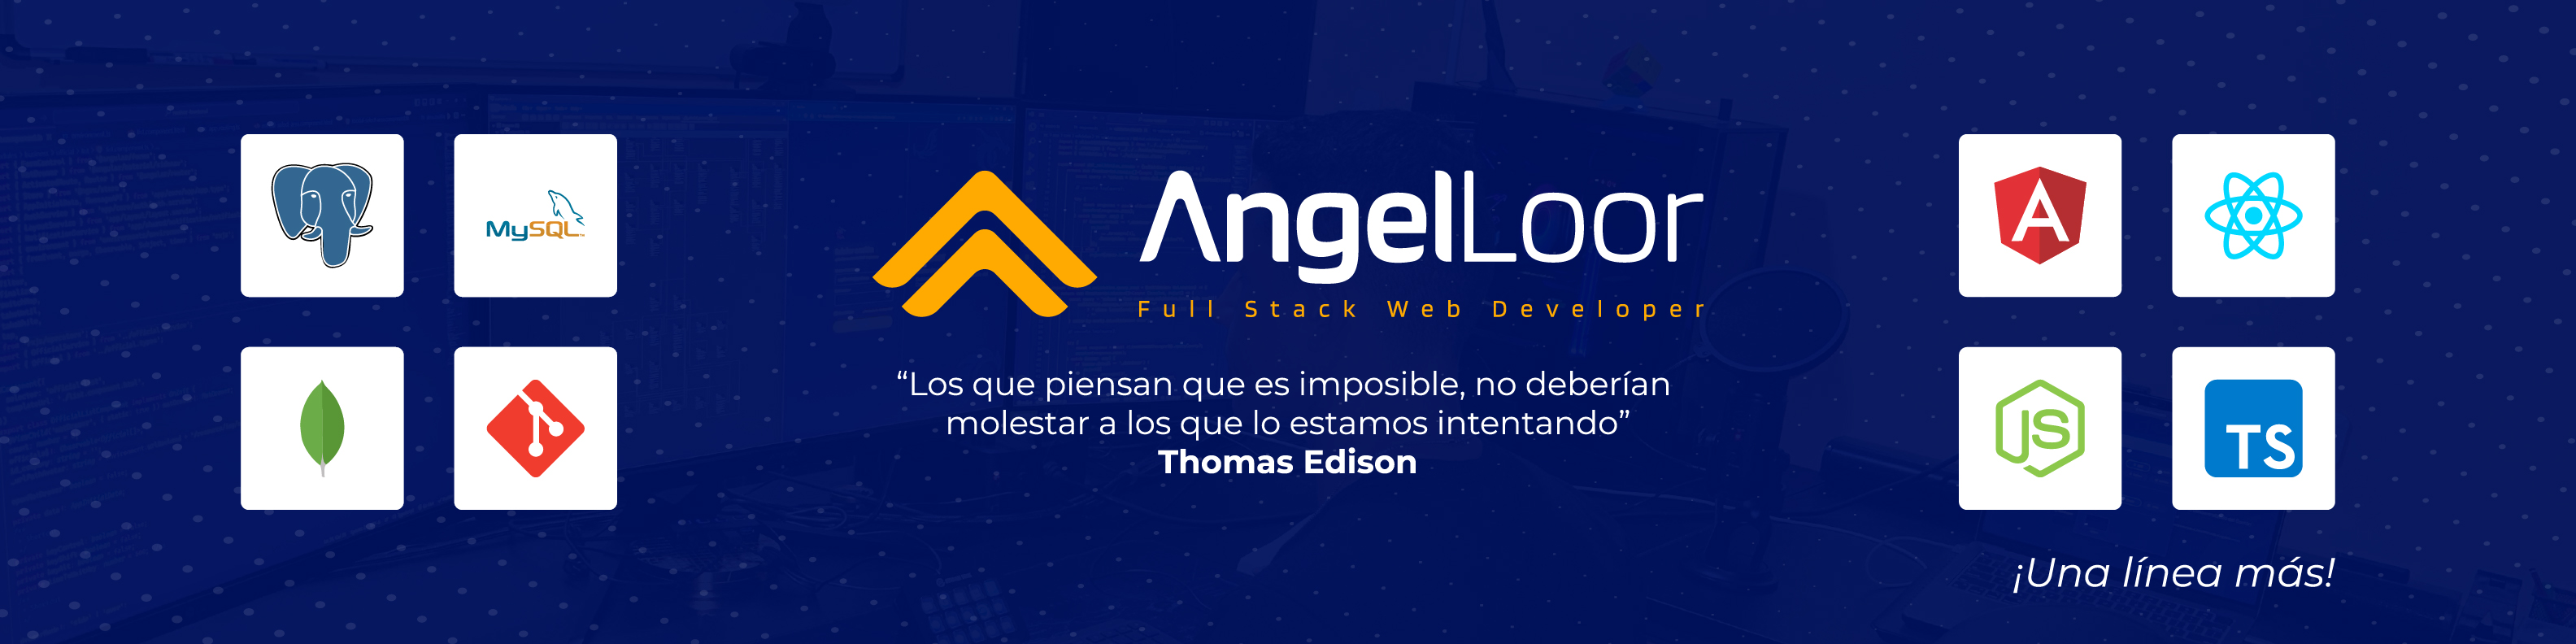 MySQL
AngelLoor
Full Stack Web Developer
“Los que piensan que es imposible, no deberían
molestar a los que lo estamos intentando”
Thomas Edison
A
JS
TS
¡Una línea más!